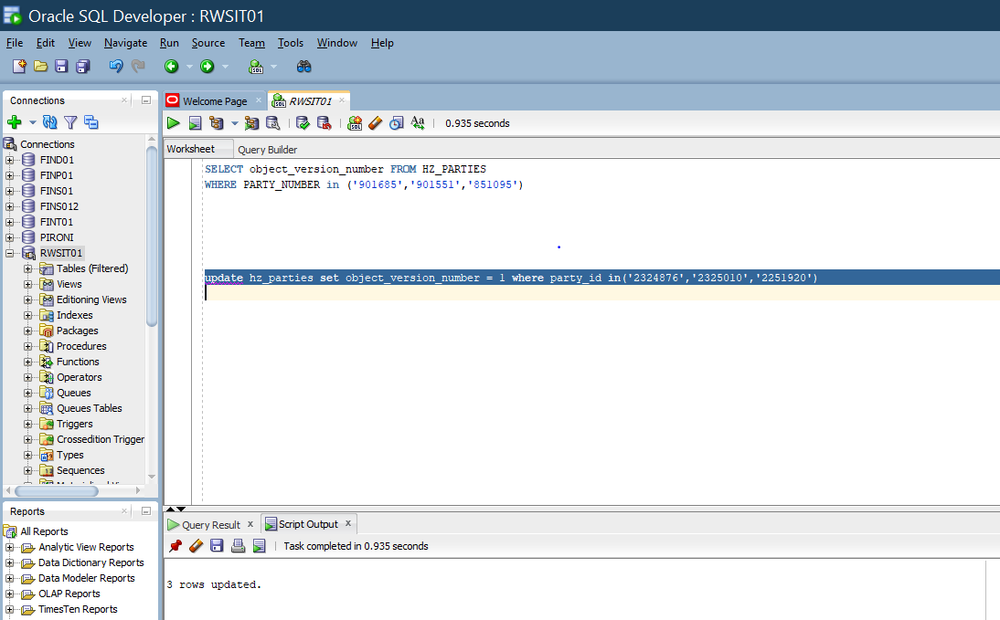 Oracle SQL Developer : RWSIT01
File Edit View Navigate Run Source Team Tools Window Help
Connections
Connections
FIND01
FINP01
FINS01
FINS012
FINT01
PIRONI
RWSIT01
Tables (Filtered)
Views
Editioning Views
Indexes
Packages
Procedures
Functions
Operators
Queues
Queues Tables
Triggers
Crossedition Trigger
Types
Sequences
Reports
All Reports
Analytic View Reports
Data Dictionary Reports
Data Modeler Reports
OLAP Reports
TimesTen Reports
Welcome Page RWSIT01
0.935 seconds
Worksheet Query Builder
SELECT object_version_number FROM HZ_PARTIES
WHERE PARTY_NUMBER in ('901685','901551','851095')
update hz_parties set object_version_number = 1 where party_id in('2324876','2325010','2251920')
Query Result x Script Output x
Task completed in 0.935 seconds
3 rows updated.